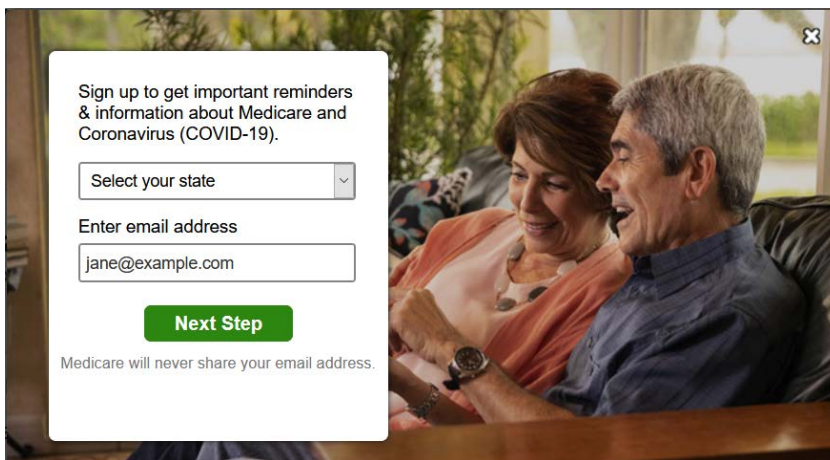 Sign up to get important reminders
& information about Medicare and
Coronavirus (COVID-19).
Select your state
Enter email address
jane@example.com
Next Step
Medicare will never share your email address.